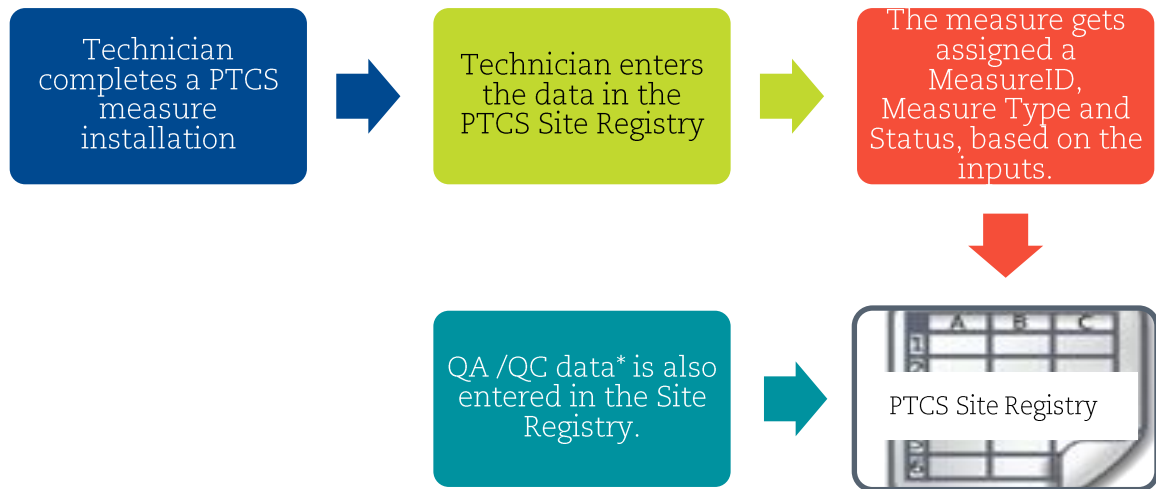 Technician
completes a PTCS
measure
installation
Technician enters
the data in the
PTCS Site Registry
The measure gets
assigned a
MeasureID,
Measure Type and
Status, based on the
inputs.
QA /QC data* is also
entered in the Site
Registry.
A B C
1
PTCS Site Registry
6